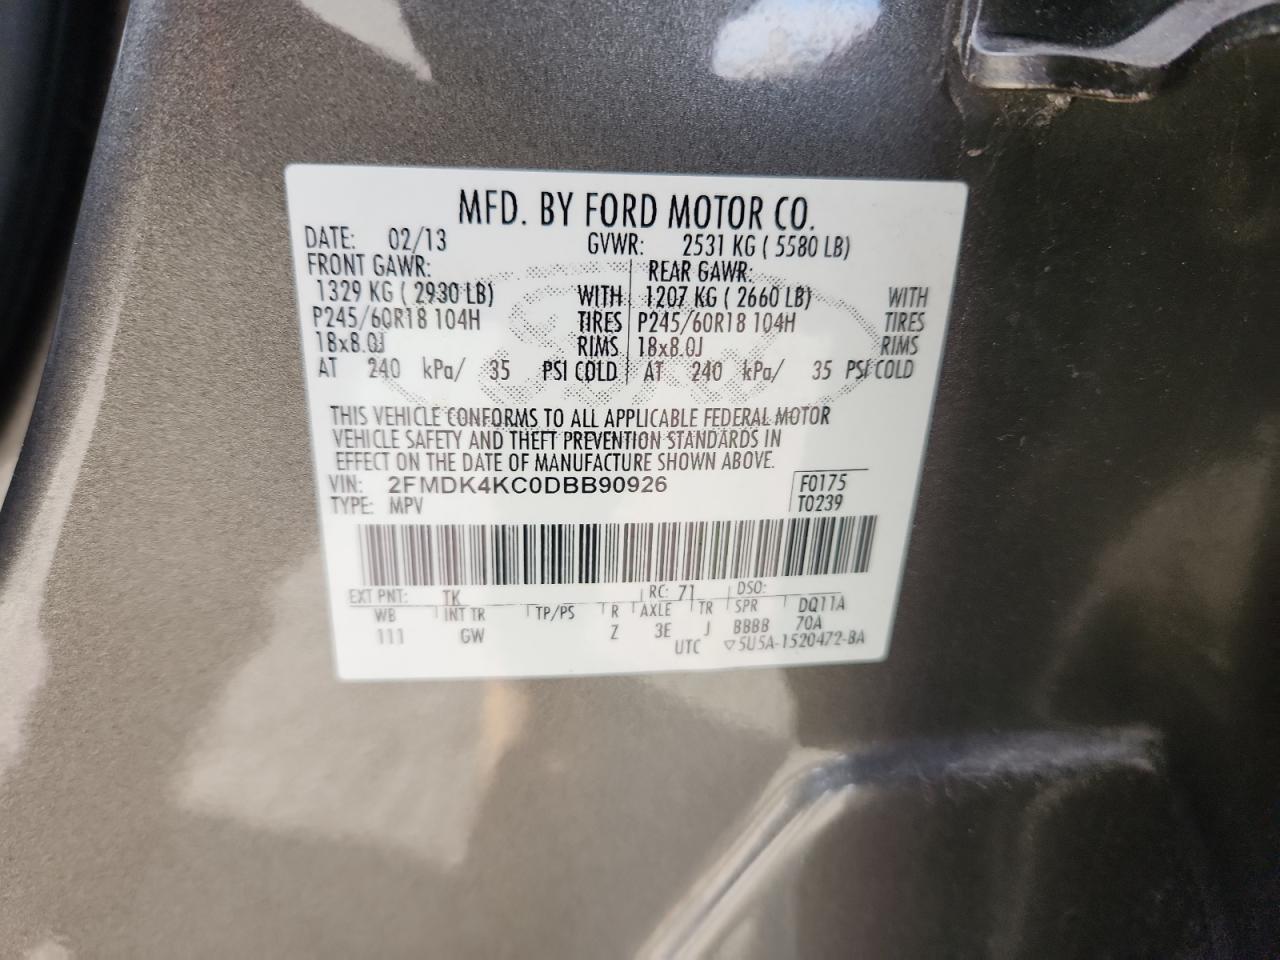 MFD. BY FORD MOTOR CO.
DATE: 02/13 GVWR: 2531 KG ( 5580 LB)
FRONT GAWR: REAR GAWR:
1329 KG ( 2930 LB) WITH 1207 KG ( 2660 LB) WITH
P245/60R18 104H TIRES P245/60R18 104H TIRES
18x8.0J RIMS 18x8.0J RIMS
AT 240 kPa/ 35 PSI COLD AT 240 kPa/ 35 PSI COLD
THIS VEHICLE CONFORMS TO ALL APPLICABLE FEDERAL MOTOR
VEHICLE SAFETY AND THEFT PREVENTION STANDARDS IN
EFFECT ON THE DATE OF MANUFACTURE SHOWN ABOVE.
VIN: 2FMDK4KC0DBB90926 F0175
TYPE: MPV T0239
EXT PNT: TK RC: 71 DSO:
WB INT TR TP/PS R AXLE TR SPR DQ11A
111 GW Z 3E J BBBB 70A
UTC ▽5U5A-1520472-BA